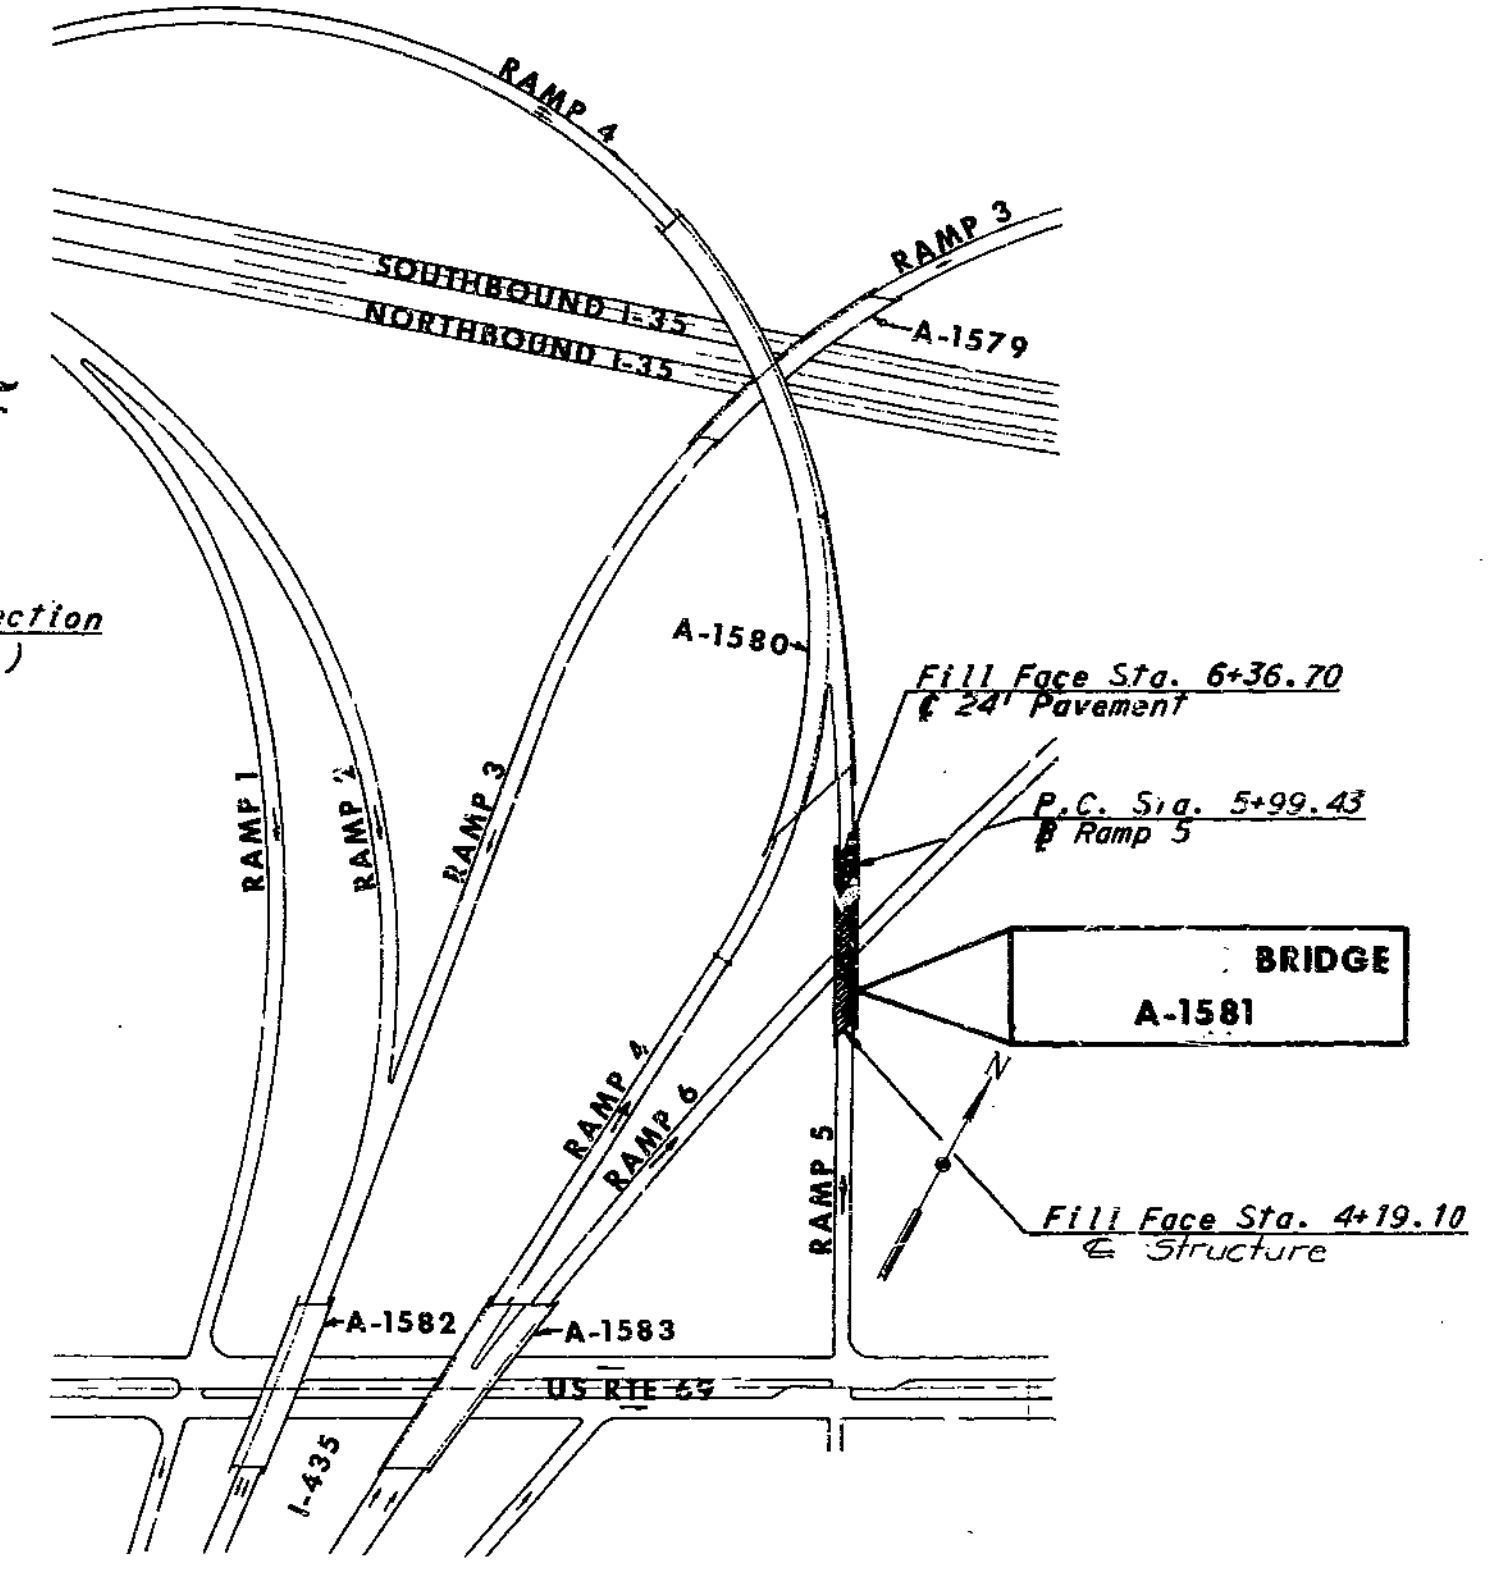 RAMP 4
RAMP 3
SOUTHBOUND I-35
NORTHBOUND I-35
A-1579
ection
)
A-1580
Fill Face Sta. 6+36.70
℄ 24' Pavement
RAMP 1
RAMP 2
RAMP 3
P.C. Sta. 5+99.43
Ramp 5
BRIDGE
A-1581
N
RAMP 4
RAMP 6
RAMP 5
Fill Face Sta. 4+19.10
℄ Structure
A-1582
A-1583
US RTE 69
I-435